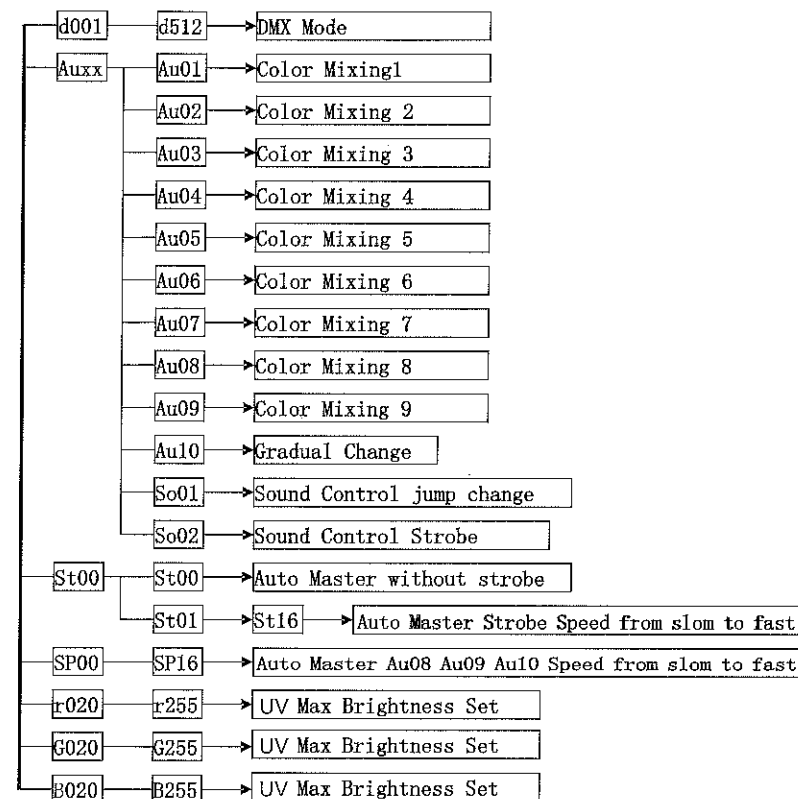 d001 d512 DMX Mode
Auxx Au01 Color Mixing1
Au02 Color Mixing 2
Au03 Color Mixing 3
Au04 Color Mixing 4
Au05 Color Mixing 5
Au06 Color Mixing 6
Au07 Color Mixing 7
Au08 Color Mixing 8
Au09 Color Mixing 9
Au10 Gradual Change
So01 Sound Control jump change
So02 Sound Control Strobe
St00 St00 Auto Master without strobe
St01 St16 Auto Master Strobe Speed from slom to fast
SP00 SP16 Auto Master Au08 Au09 Au10 Speed from slom to fast
r020 r255 UV Max Brightness Set
G020 G255 UV Max Brightness Set
B020 B255 UV Max Brightness Set